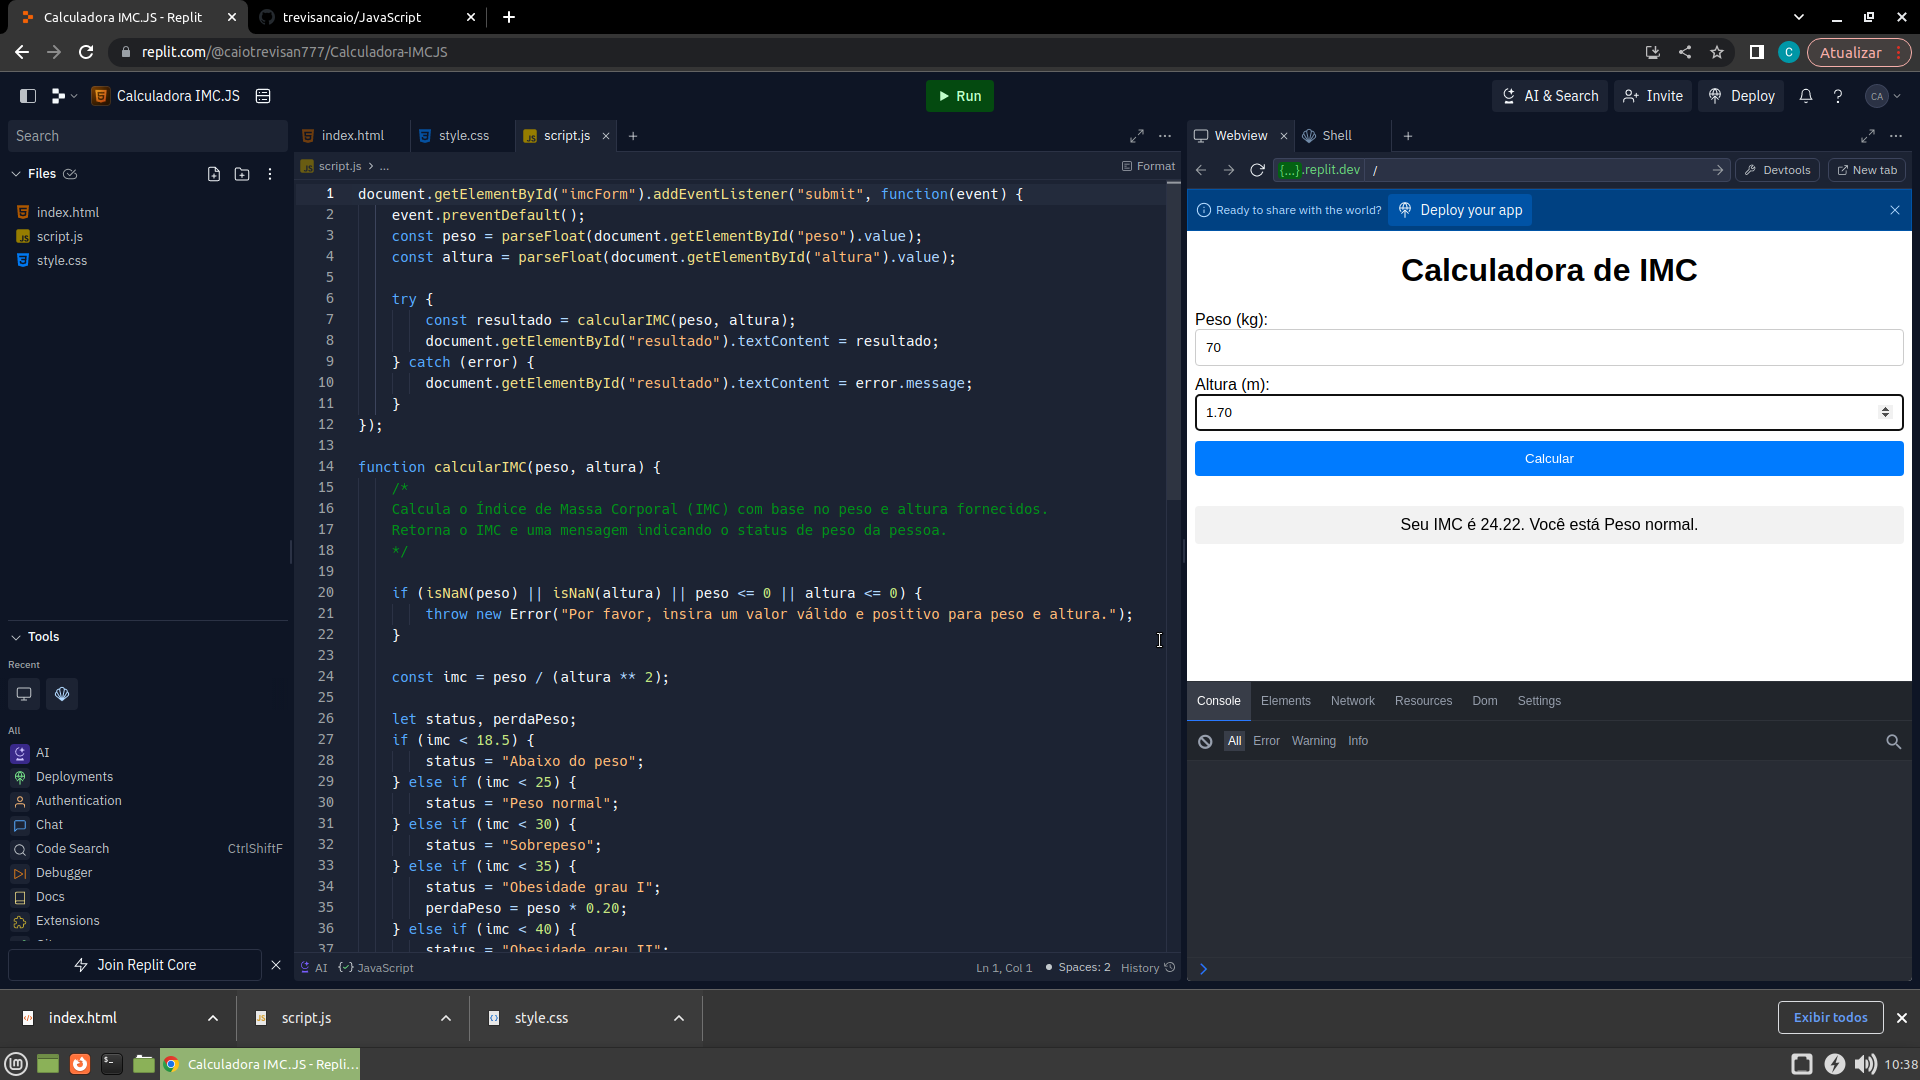 Calculadora IMC.JS - Replit
trevisancaio/JavaScript
replit.com/@caiotrevisan777/Calculadora-IMCJS
C
Atualizar
Calculadora IMC.JS
Run
AI & Search
Invite
Deploy
CA
Search
Files
index.html
script.js
style.css
Tools
Recent
All
AI
Deployments
Authentication
Chat
Code Search CtrlShiftF
Debugger
Docs
Extensions
Join Replit Core
index.html
style.css
script.js
script.js > ...
Format
1 document.getElementById("imcForm").addEventListener("submit", function(event) {
2 event.preventDefault();
3 const peso = parseFloat(document.getElementById("peso").value);
4 const altura = parseFloat(document.getElementById("altura").value);
5
6 try {
7 const resultado = calcularIMC(peso, altura);
8 document.getElementById("resultado").textContent = resultado;
9 } catch (error) {
10 document.getElementById("resultado").textContent = error.message;
11 }
12 });
13
14 function calcularIMC(peso, altura) {
15 /*
16 Calcula o Índice de Massa Corporal (IMC) com base no peso e altura fornecidos.
17 Retorna o IMC e uma mensagem indicando o status de peso da pessoa.
18 */
19
20 if (isNaN(peso) || isNaN(altura) || peso <= 0 || altura <= 0) {
21 throw new Error("Por favor, insira um valor válido e positivo para peso e altura.");
22 }
23
24 const imc = peso / (altura ** 2);
25
26 let status, perdaPeso;
27 if (imc < 18.5) {
28 status = "Abaixo do peso";
29 } else if (imc < 25) {
30 status = "Peso normal";
31 } else if (imc < 30) {
32 status = "Sobrepeso";
33 } else if (imc < 35) {
34 status = "Obesidade grau I";
35 perdaPeso = peso * 0.20;
36 } else if (imc < 40) {
37 status = "Obesidade grau II";
AI
JavaScript
Ln 1, Col 1
Spaces: 2
History
Webview
Shell
{...}.replit.dev
/
Devtools
New tab
Ready to share with the world?
Deploy your app
Calculadora de IMC
Peso (kg):
70
Altura (m):
1.70
Calcular
Seu IMC é 24.22. Você está Peso normal.
Console Elements Network Resources Dom Settings
All Error Warning Info
index.html
script.js
style.css
Exibir todos
Calculadora IMC.JS - Repli...
10:38